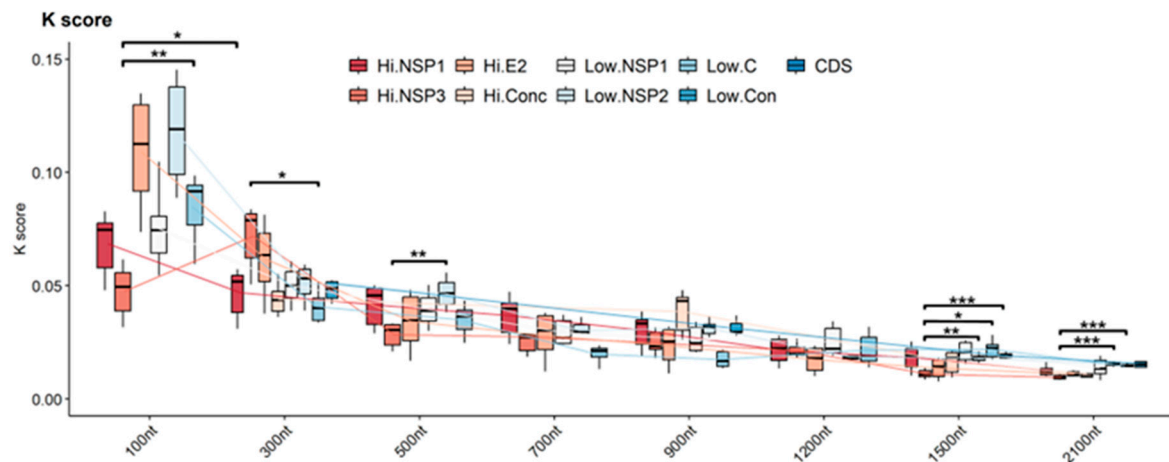 K score
* **
0.15
Hi.NSP1 Hi.E2 Low.NSP1 Low.C CDS
Hi.NSP3 Hi.Conc Low.NSP2 Low.Con
0.10
*
K score
0.05
**
***
*
**
***
***
0.00
100nt 300nt 500nt 700nt 900nt 1200nt 1500nt 2100nt